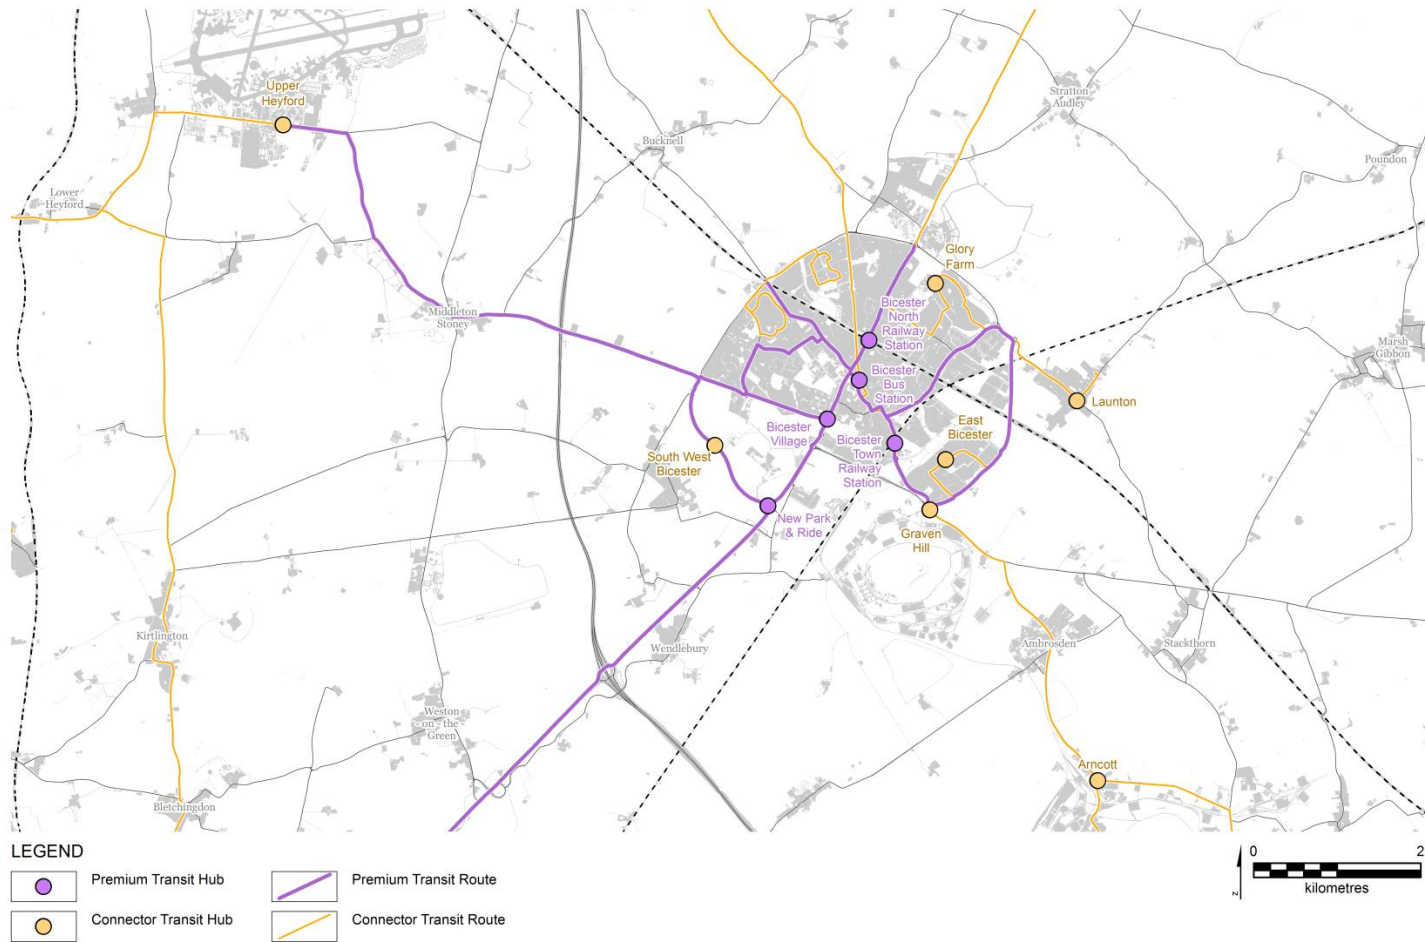 Upper
Heyford
Stratton
Audley
Bucknell
Poundon
Lower
Heyford
Glory
Farm
Bicester
North
Railway
Station
Middleton
Stoney
Marsh
Gibbon
Bicester
Bus
Station
Launton
Bicester
Village
East
Bicester
Bicester
Town
Railway
Station
South West
Bicester
New Park
& Ride
Graven
Hill
Kirtlington
Wendlebury
Ambrosden
Stackthorn
Weston
- on - the -
Green
Arncott
Bletchingdon
LEGEND
Premium Transit Hub
Premium Transit Route
Connector Transit Hub
Connector Transit Route
z
0 2
kilometres